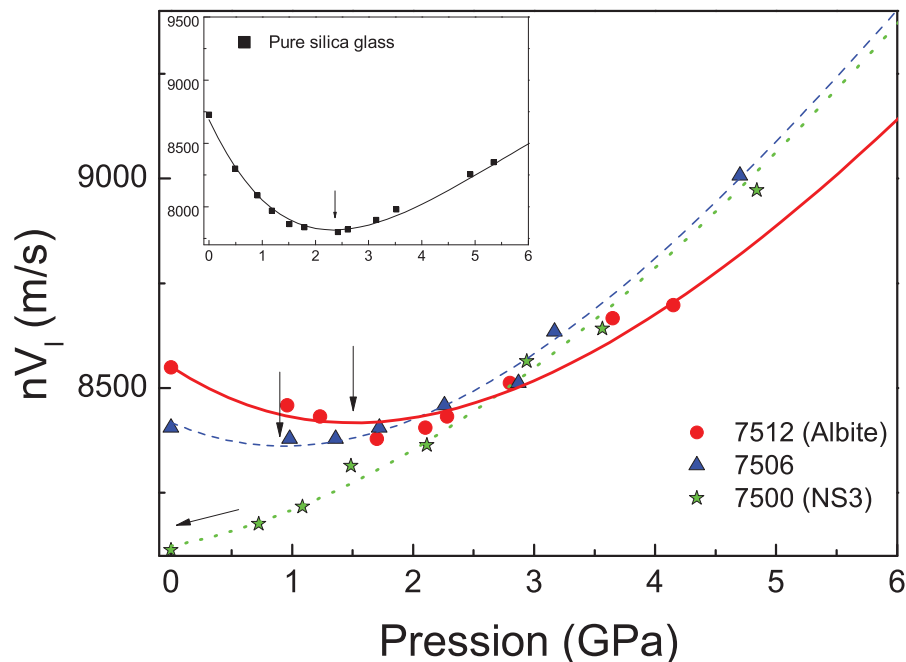 9500
9000
8500
8000
Pure silica glass
0 1 2 3 4 5 6
9000
8500
nVl (m/s)
7512 (Albite)
7506
7500 (NS3)
0 1 2 3 4 5 6
Pression (GPa)